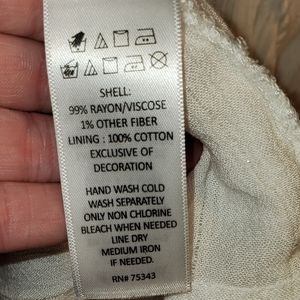 SHELL:
99% RAYON/VISCOSE
1% OTHER FIBER
LINING : 100% COTTON
EXCLUSIVE OF
DECORATION
HAND WASH COLD
WASH SEPARATELY
ONLY NON CHLORINE
BLEACH WHEN NEEDED
LINE DRY
MEDIUM IRON
IF NEEDED.
RN# 75343